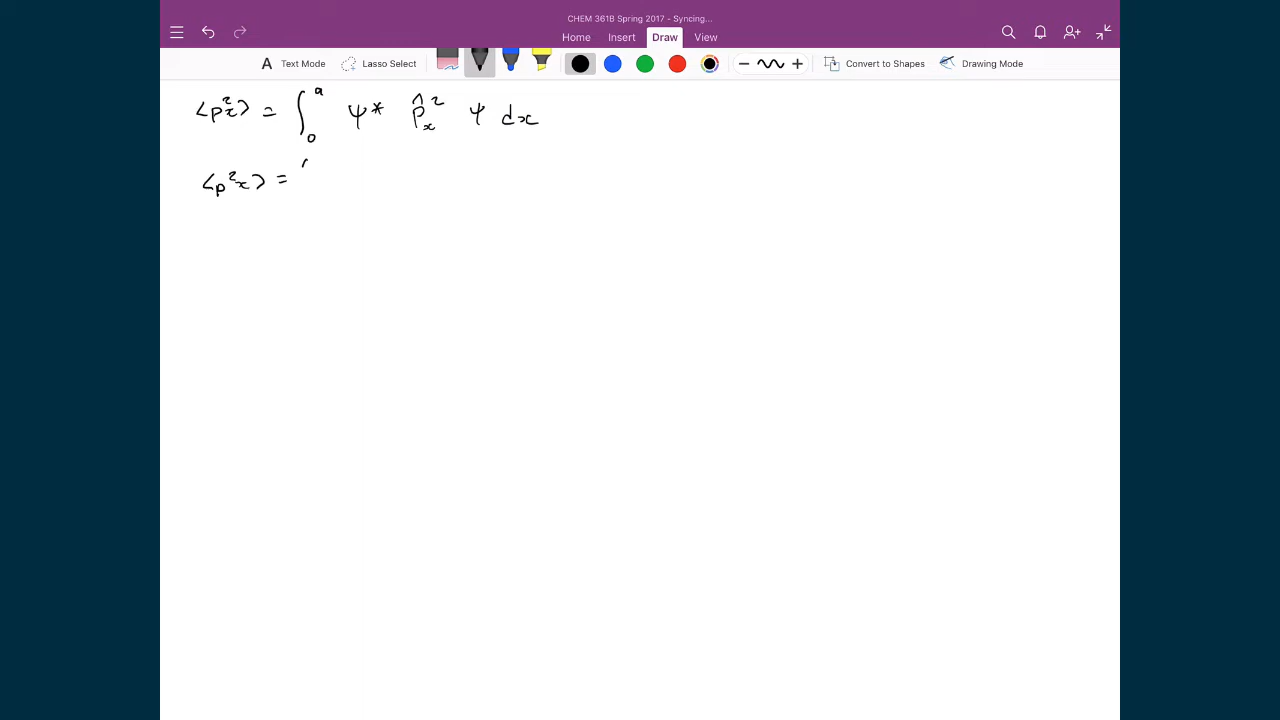 CHEM 361B Spring 2017 - Syncing...
Home Insert Draw View
A Text Mode Lasso Select Convert to Shapes Drawing Mode
⟨p²x⟩ = ∫₀ᵃ ψ* p̂ₓ² ψ dx
⟨p²x⟩ =